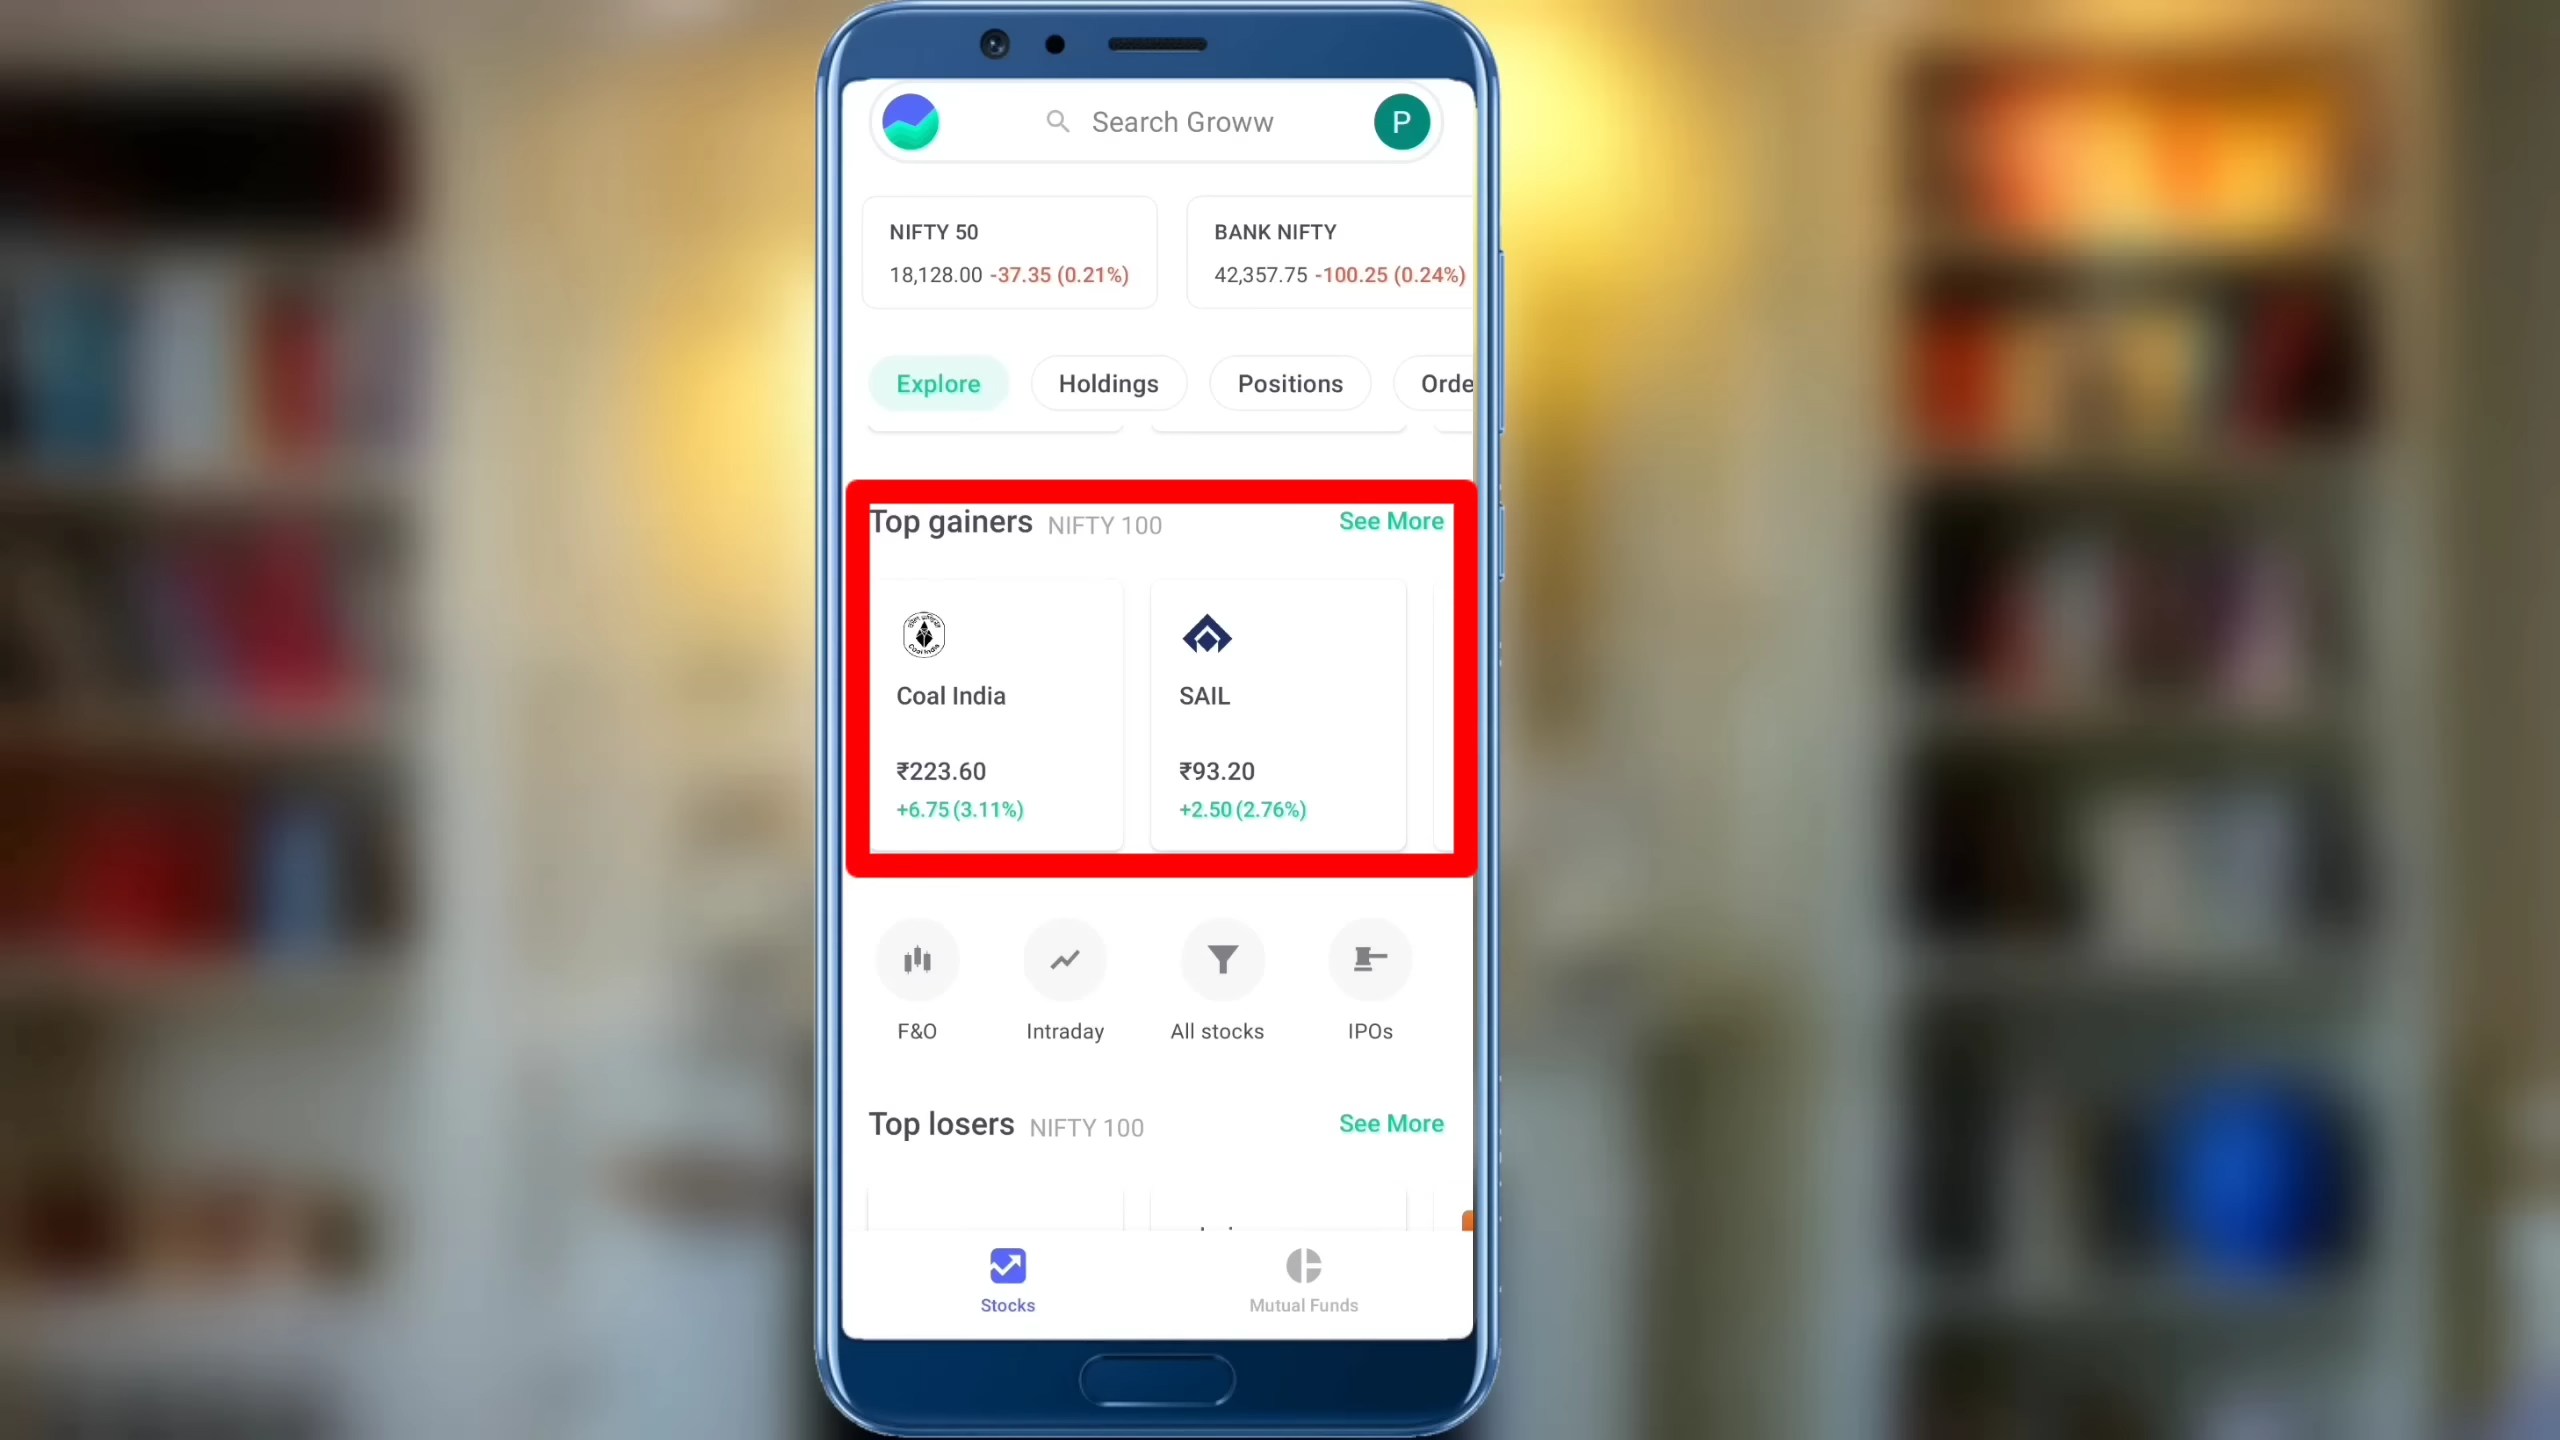 Search Groww
P
NIFTY 50
18,128.00 -37.35 (0.21%)
BANK NIFTY
42,357.75 -100.25 (0.24%)
Explore
Holdings
Positions
Orde
Top gainers NIFTY 100
See More
Coal India
₹223.60
+6.75 (3.11%)
SAIL
₹93.20
+2.50 (2.76%)
F&O
Intraday
All stocks
IPOs
Top losers NIFTY 100
See More
Stocks
Mutual Funds